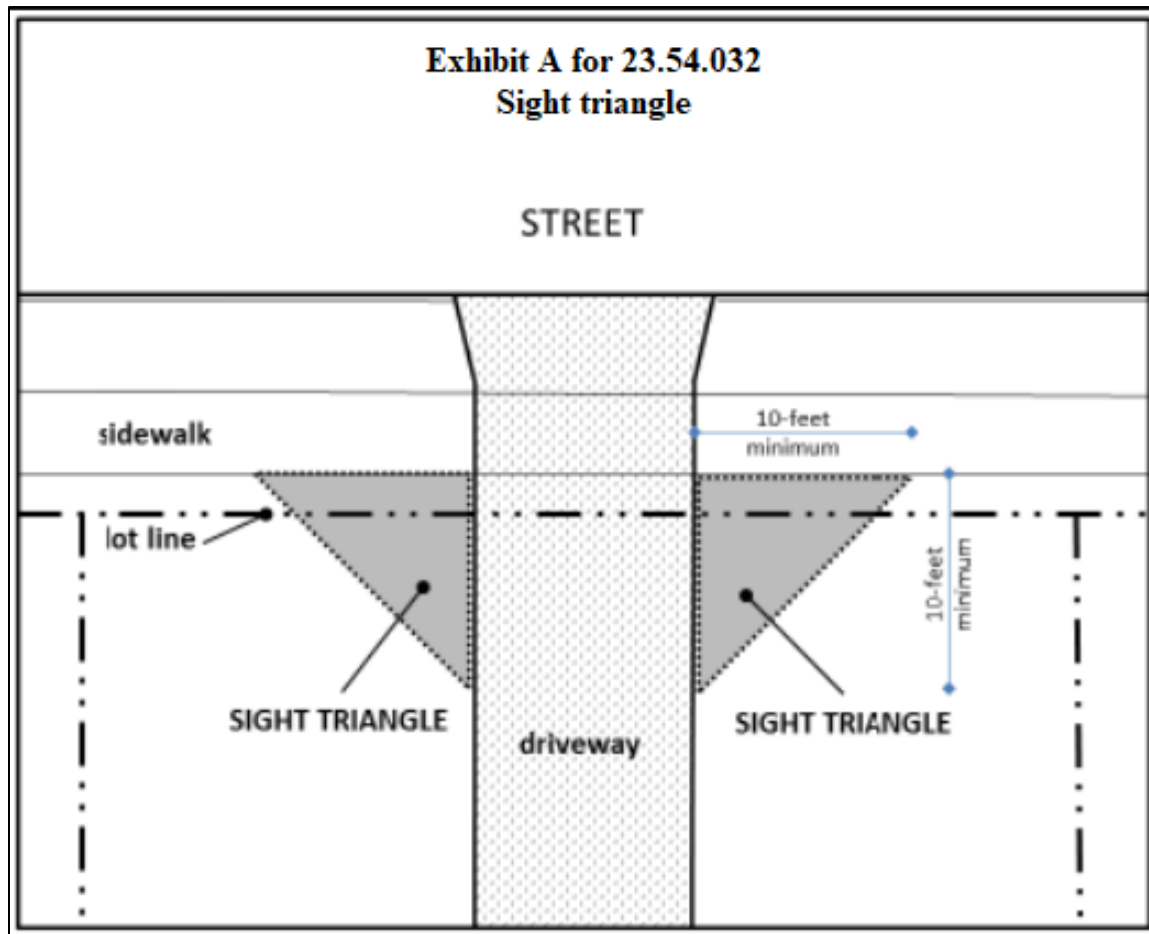 Exhibit A for 23.54.032
Sight triangle
STREET
sidewalk
10-feet
minimum
lot line
10-feet
minimum
SIGHT TRIANGLE
SIGHT TRIANGLE
driveway